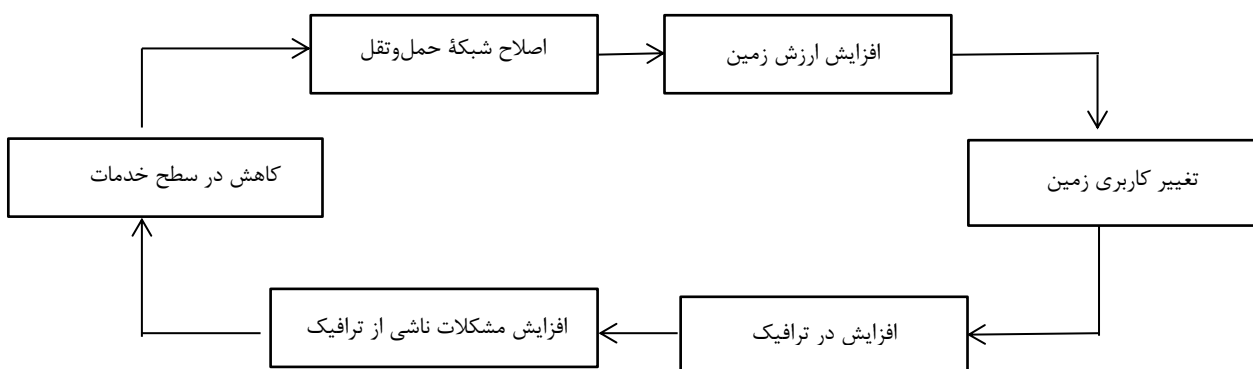 اصلاح شبکهٔ حمل‌وتقل
افزایش ارزش زمین
تغییر کاربری زمین
افزایش در ترافیک
افزایش مشکلات ناشی از ترافیک
کاهش در سطح خدمات